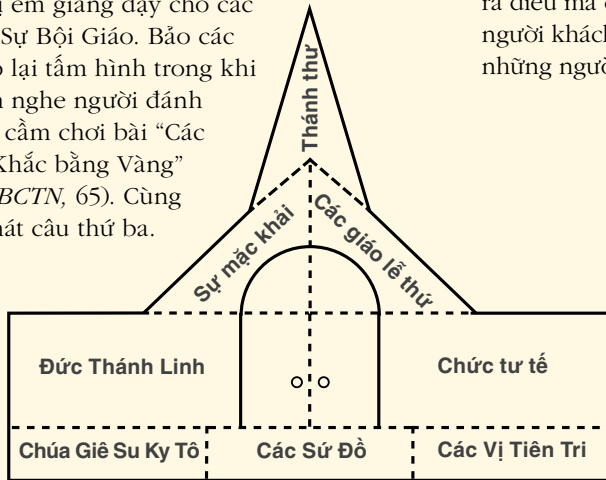 ị em giảng dạy cho các
Sự Bội Giáo. Bảo các
lại tấm hình trong khi
nghe người đánh
cầm chơi bài “Các
Khắc bằng Vàng”
BCTN, 65). Cùng
hát câu thứ ba.
ra điều mà
người khách
những ngườ
Thánh thư
Sự mặc khải
Các giáo lễ thứ
Đức Thánh Linh
Chức tư tế
Chúa Giê Su Ky Tô
Các Sứ Đồ
Các Vị Tiên Tri